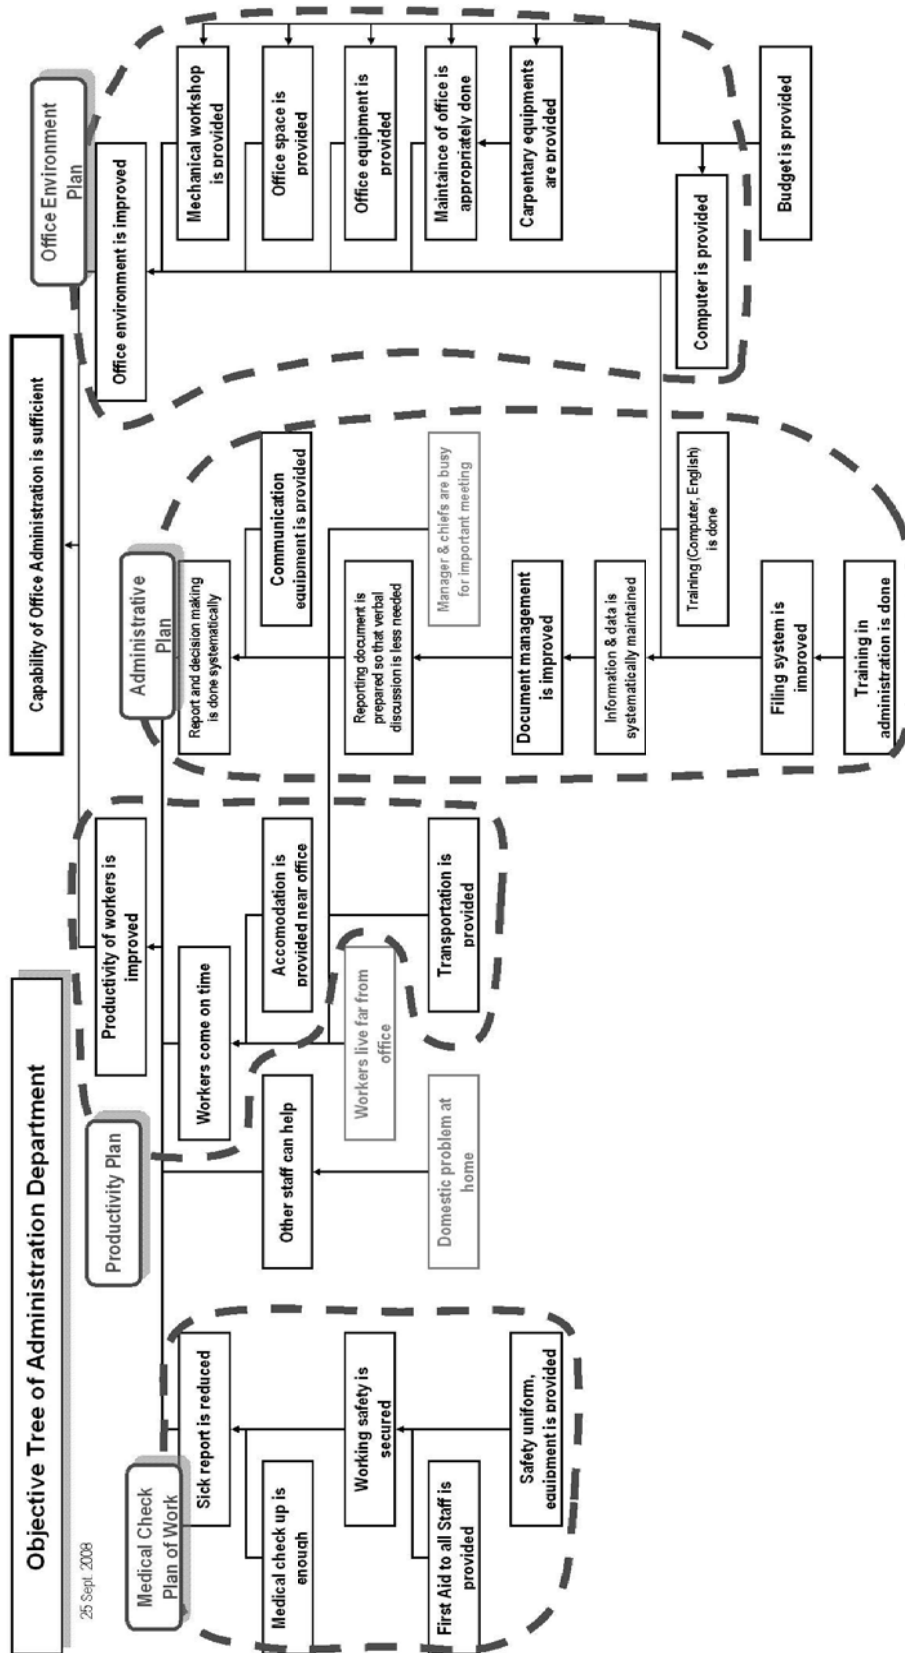 Objective Tree of Administration Department
25 Sept. 2008
Capability of Office Administration is sufficient
Medical Check
Plan of Work
Productivity Plan
Administrative
Plan
Office Environment
Plan
Productivity of workers is
improved
Office environment is improved
Sick report is reduced
Workers come on time
Report and decision making
is done systematically
Mechanical workshop
is provided
Medical check up is
enough
Other staff can help
Accomodation is
provided near office
Communication
equipment is provided
Office space is
provided
Working safety is
secured
Workers live far from
office
Reporting document is
prepared so that verbal
discussion is less needed
Office equipment is
provided
First Aid to all Staff is
provided
Domestic problem at
home
Transportation is
provided
Manager & chiefs are busy
for important meeting
Maintaince of office is
appropriately done
Safety uniform,
equipment is provided
Document management
is improved
Carpentary equipments
are provided
Information & data is
systematically maintained
Training (Computer, English)
is done
Computer is provided
Filing system is
improved
Budget is provided
Training in
administration is done